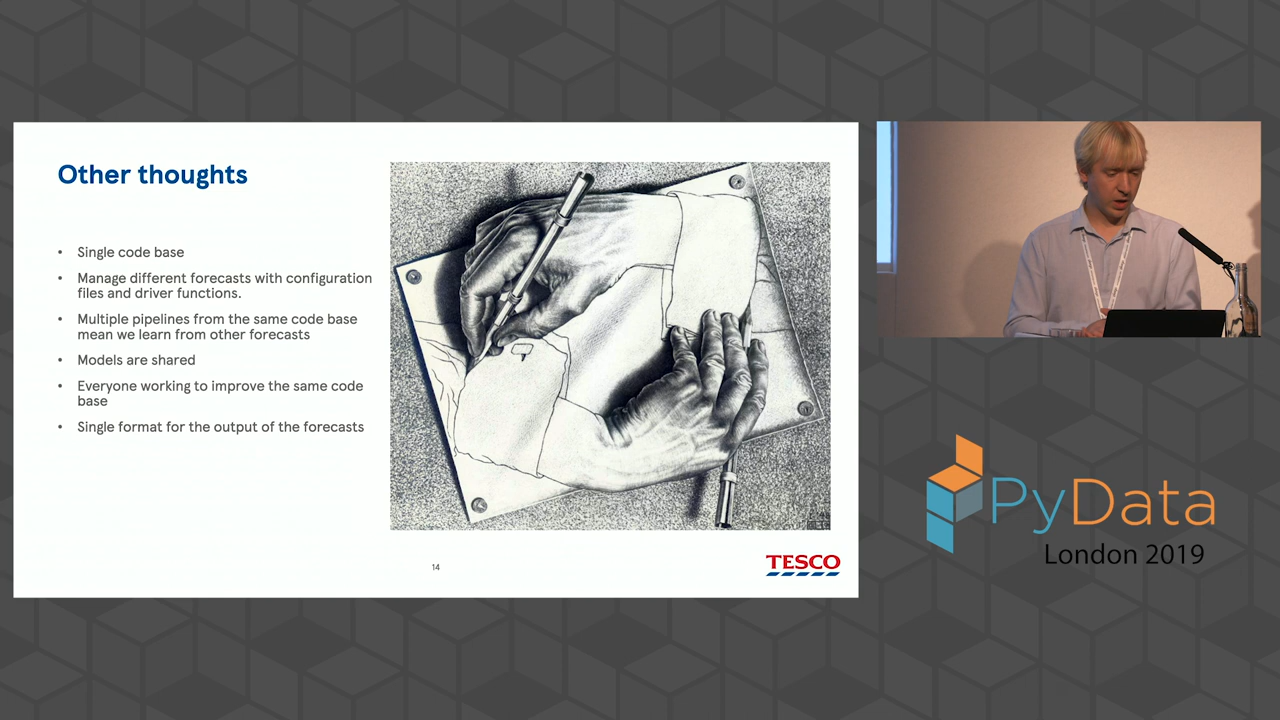 Other thoughts
• Single code base
• Manage different forecasts with configuration
files and driver functions.
• Multiple pipelines from the same code base
mean we learn from other forecasts
• Models are shared
• Everyone working to improve the same code
base
• Single format for the output of the forecasts
14
TESCO
PyData
London 2019